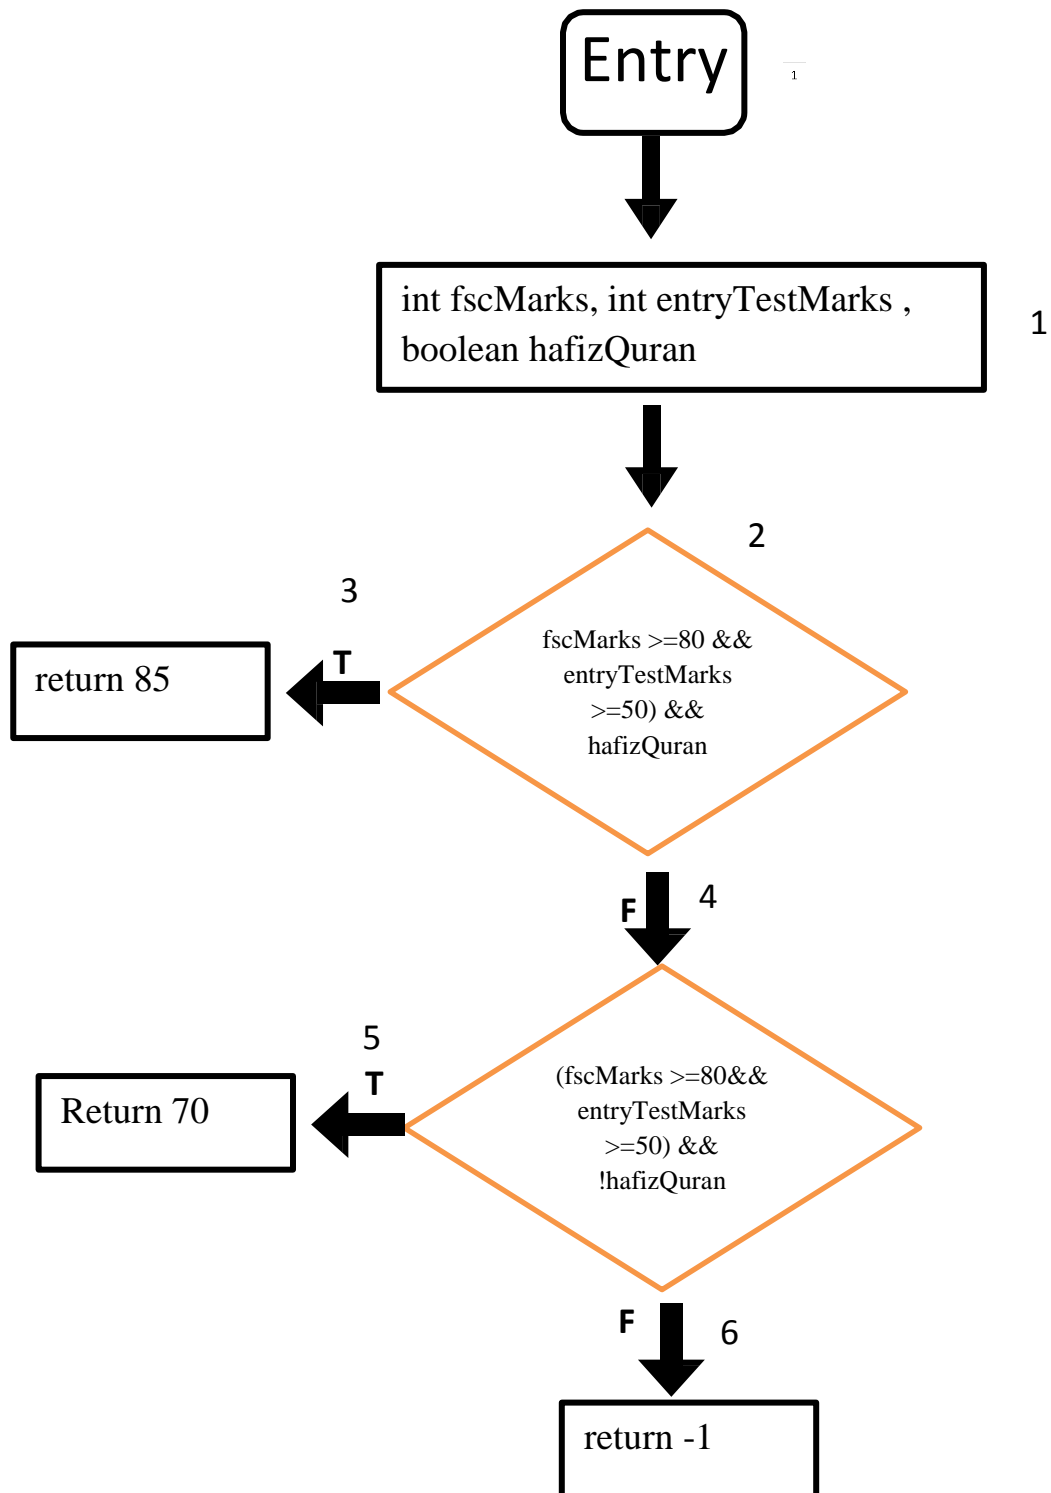 Entry
1
int fscMarks, int entryTestMarks ,
boolean hafizQuran
1
2
fscMarks >=80 &&
entryTestMarks
>=50) &&
hafizQuran
3
T
return 85
F
4
(fscMarks >=80&&
entryTestMarks
>=50) &&
!hafizQuran
5
T
Return 70
F
6
return -1